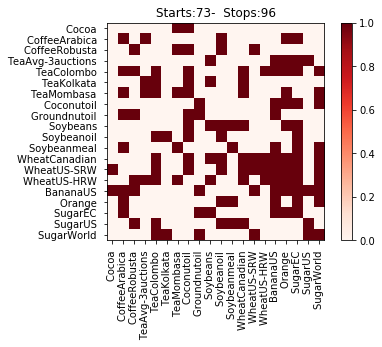 Starts:73- Stops:96
Cocoa
CoffeeArabica
CoffeeRobusta
TeaAvg-3auctions
TeaColombo
TeaKolkata
TeaMombasa
Coconutoil
Groundnutoil
Soybeans
Soybeanoil
Soybeanmeal
WheatCanadian
WheatUS-SRW
WheatUS-HRW
BananaUS
Orange
SugarEC
SugarUS
SugarWorld
Cocoa
CoffeeArabica
CoffeeRobusta
TeaAvg-3auctions
TeaColombo
TeaKolkata
TeaMombasa
Coconutoil
Groundnutoil
Soybeans
Soybeanoil
Soybeanmeal
WheatCanadian
WheatUS-SRW
WheatUS-HRW
BananaUS
Orange
SugarEC
SugarUS
SugarWorld
1.0
0.8
0.6
0.4
0.2
0.0